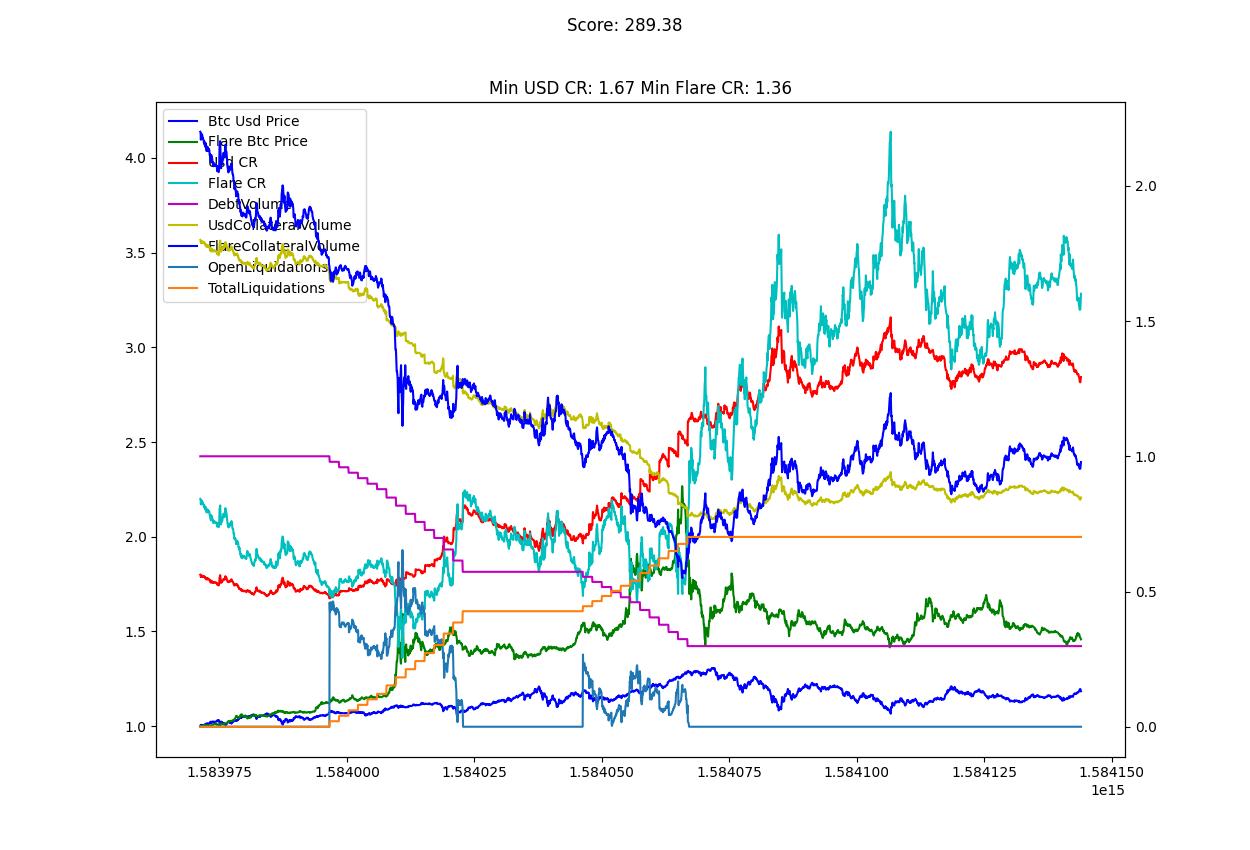 Score: 289.38
Min USD CR: 1.67 Min Flare CR: 1.36
Btc Usd Price
Flare Btc Price
Usd CR
Flare CR
DebtVolume
UsdCollateralVolume
FlareCollateralVolume
OpenLiquidations
TotalLiquidations
4.0
3.5
3.0
2.5
2.0
1.5
1.0
2.0
1.5
1.0
0.5
0.0
1.583975
1.584000
1.584025
1.584050
1.584075
1.584100
1.584125
1.584150
1e15